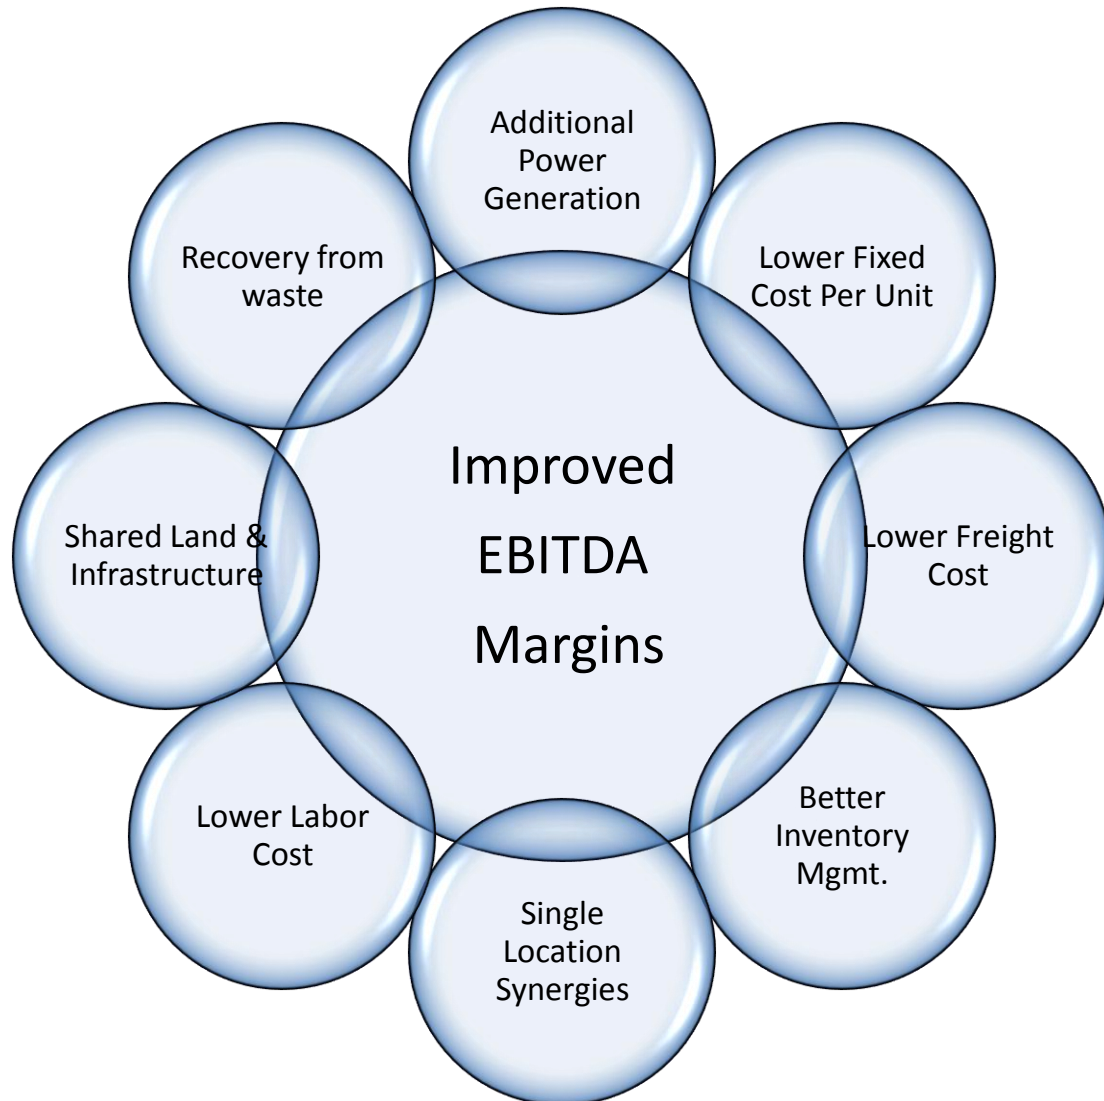 Additional
Power
Generation
Lower Fixed
Cost Per Unit
Lower Freight
Cost
Better
Inventory
Mgmt.
Single
Location
Synergies
Lower Labor
Cost
Shared Land &
Infrastructure
Recovery from
waste
Improved
EBITDA
Margins